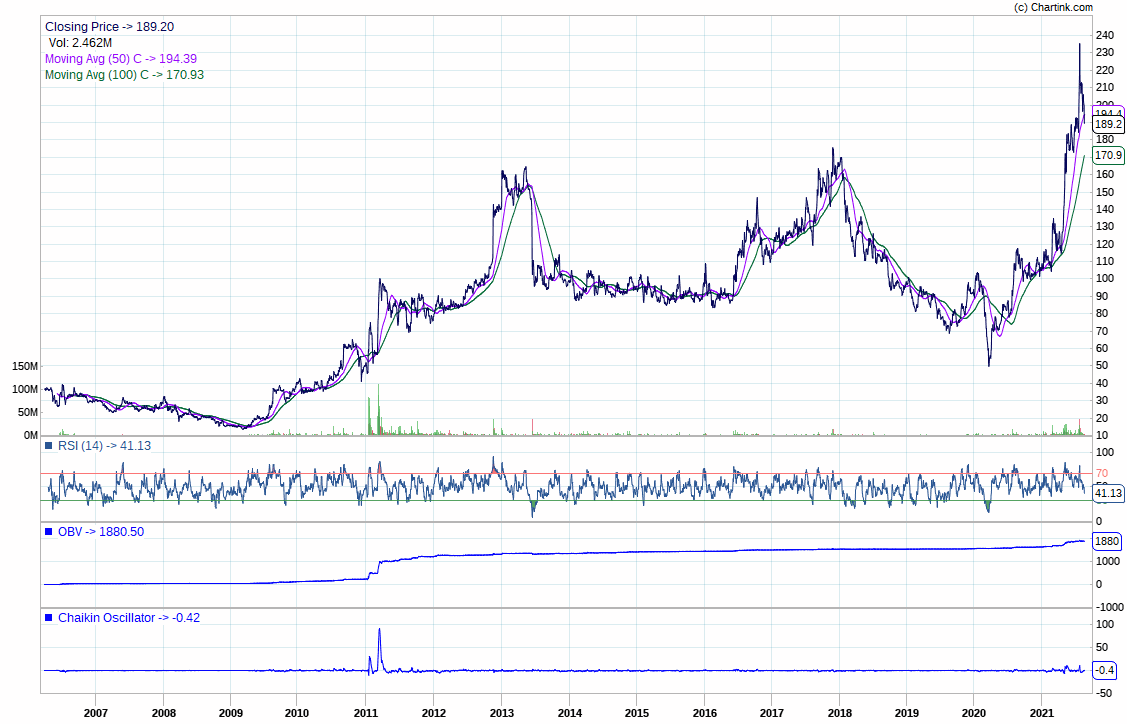 (c) Chartink.com
Closing Price -> 189.20
Vol: 2.462M
Moving Avg (50) C -> 194.39
Moving Avg (100) C -> 170.93
240
230
220
210
200
194.4
189.2
180
170.9
160
150
140
130
120
110
100
90
80
70
60
50
40
30
20
10
150M
100M
50M
0M
RSI (14) -> 41.13
100
70
50
41.13
0
OBV -> 1880.50
1880
1000
0
-1000
Chaikin Oscillator -> -0.42
100
50
-0.4
-50
2007 2008 2009 2010 2011 2012 2013 2014 2015 2016 2017 2018 2019 2020 2021